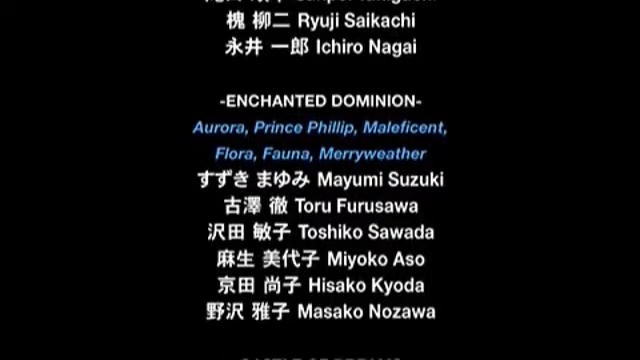 槐 柳二 Ryuji Saikachi
永井 一郎 Ichiro Nagai
-ENCHANTED DOMINION-
Aurora, Prince Phillip, Maleficent,
Flora, Fauna, Merryweather
すずき まゆみ Mayumi Suzuki
古澤 徹 Toru Furusawa
沢田 敏子 Toshiko Sawada
麻生 美代子 Miyoko Aso
京田 尚子 Hisako Kyoda
野沢 雅子 Masako Nozawa